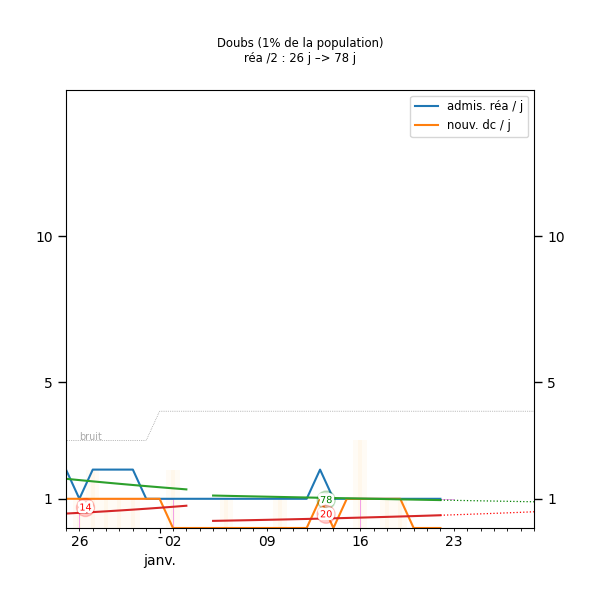 Doubs (1% de la population)
réa /2 : 26 j –> 78 j
admis. réa / j
nouv. dc / j
10
10
5
5
bruit
1
1
14
78
20
26
02
09
16
23
janv.